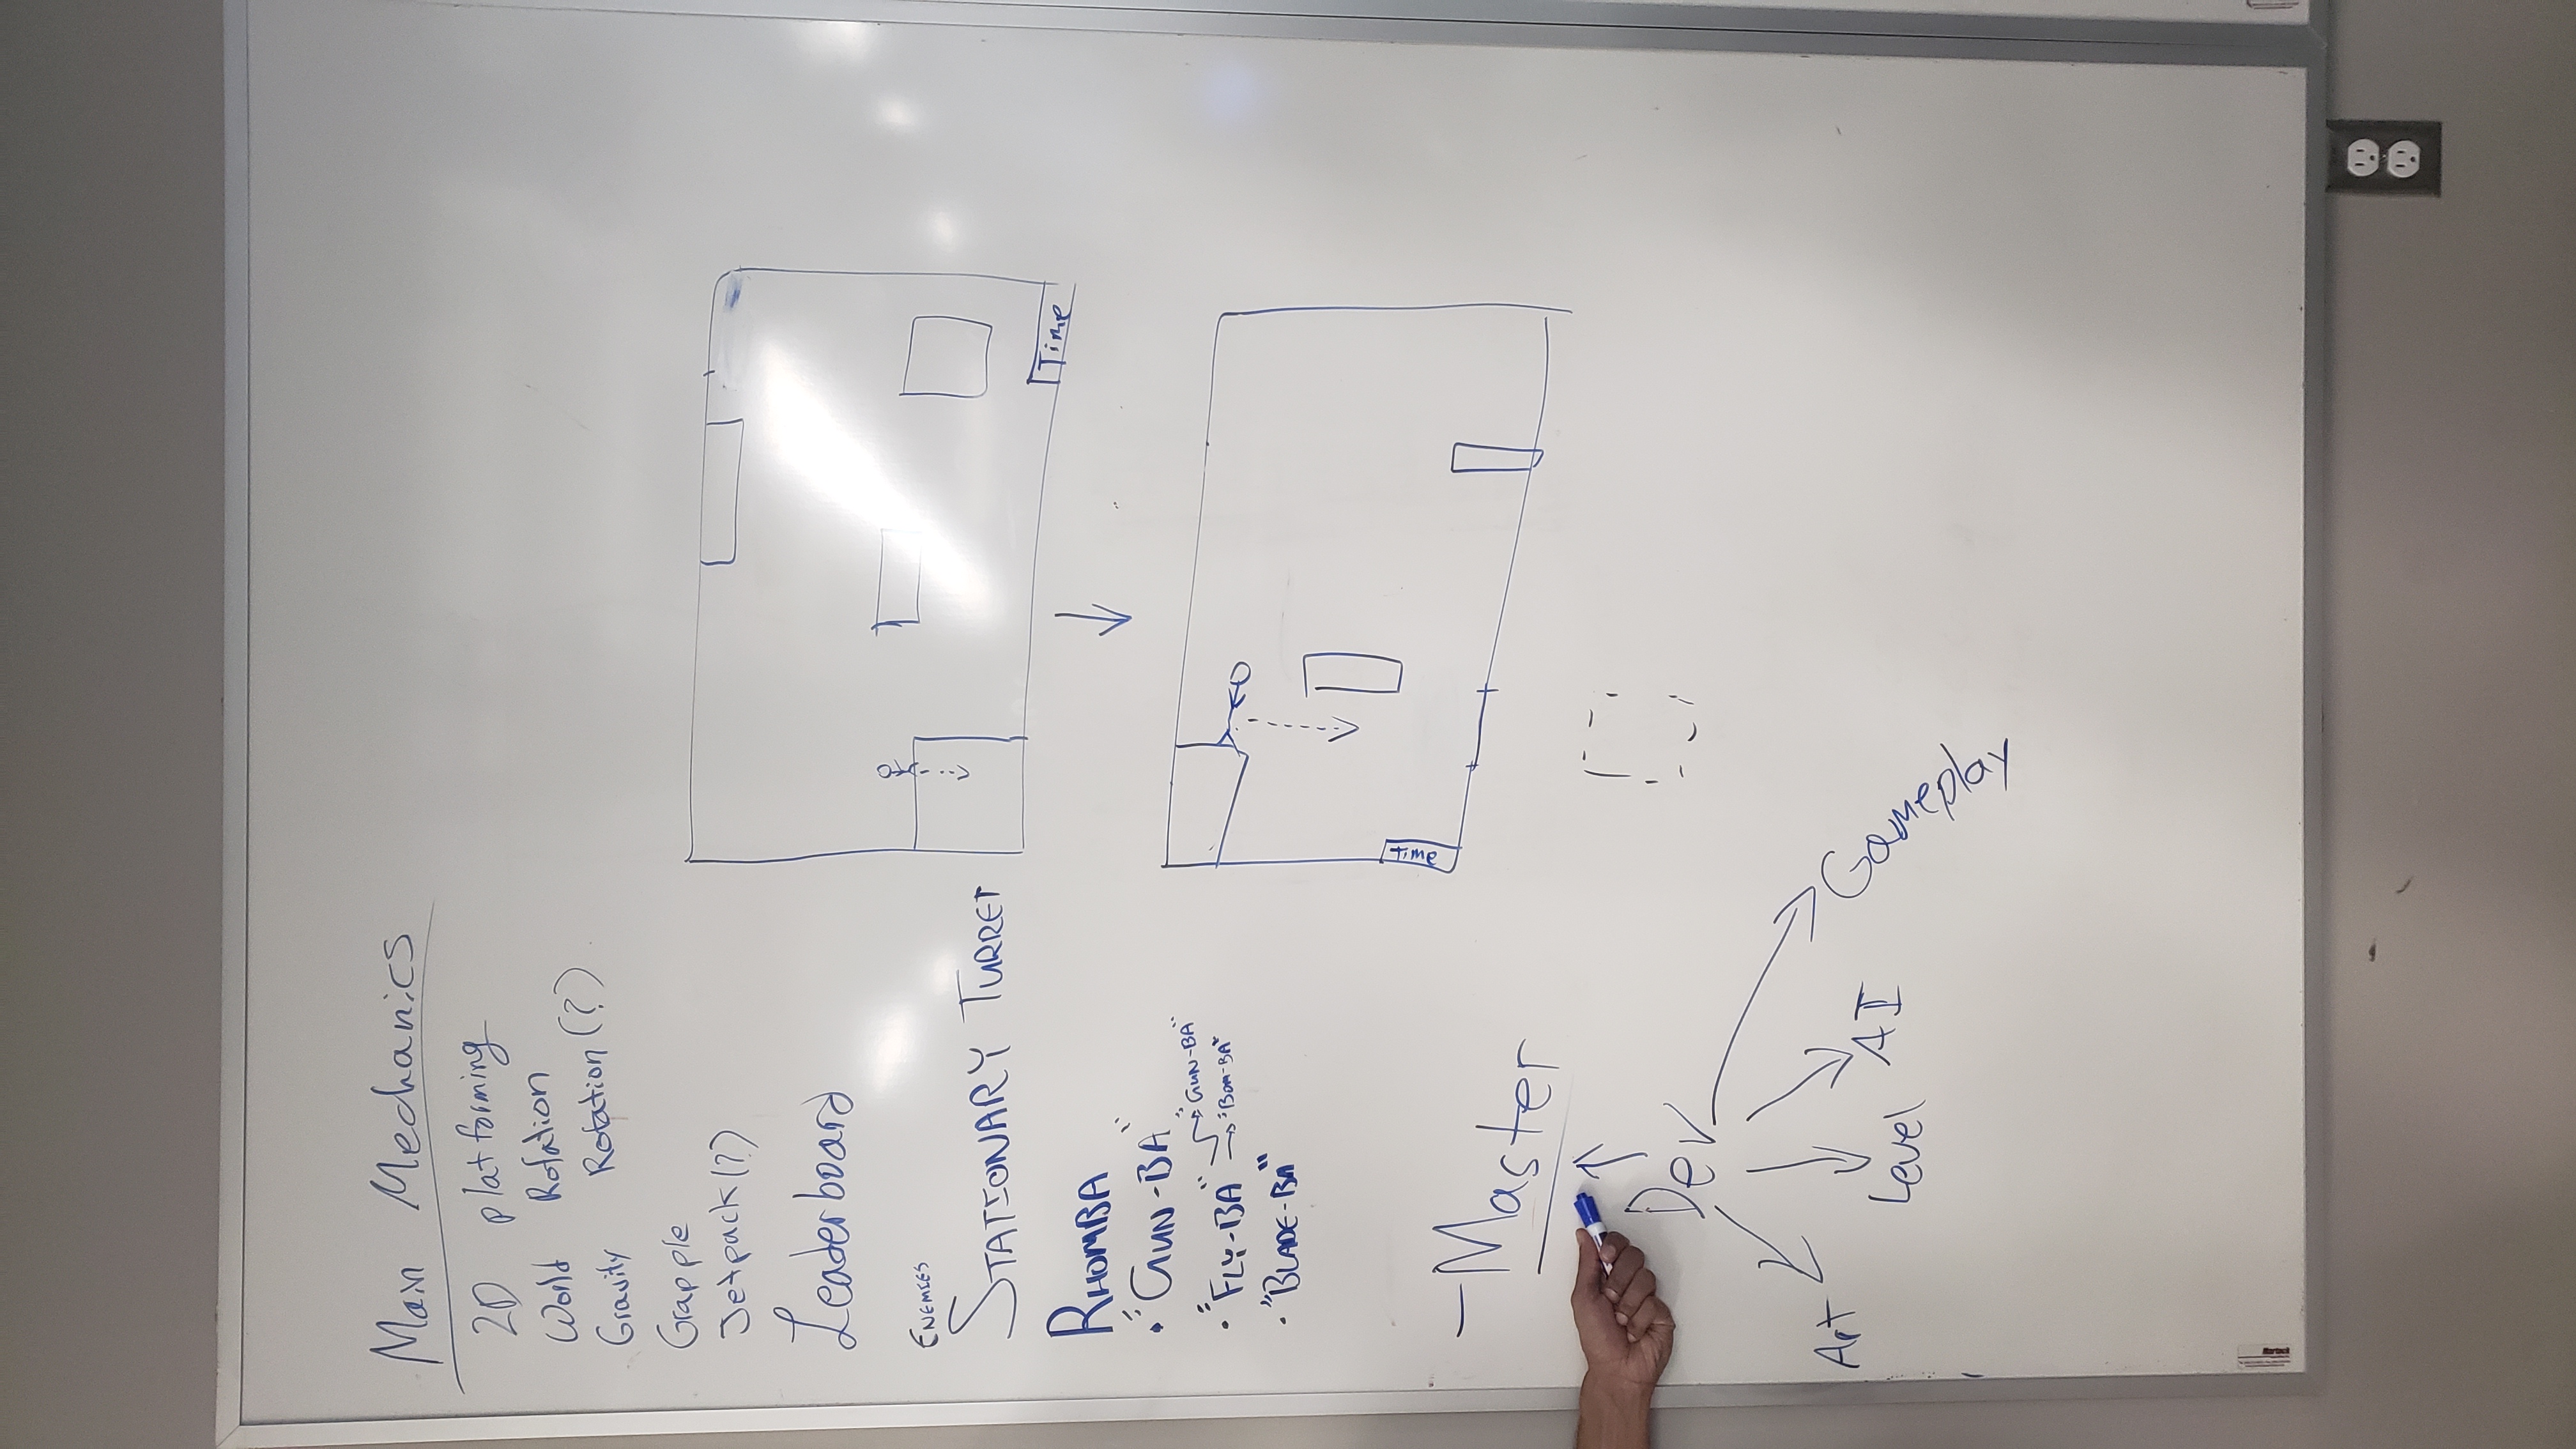 Main Mechanics
2D platforming
World Rotation
Gravity Rotation (?)
Grapple
Jetpack (?)
Leaderboard
ENEMIES
STATIONARY TURRET
RHOMBA
• "GUN-BA"
• "FLY-BA" → "GUN-BA"
→ "BOM-BA"
• "BLADE-BA"
Time
Time
- Master
Dev
Art
Level
AI
Gameplay